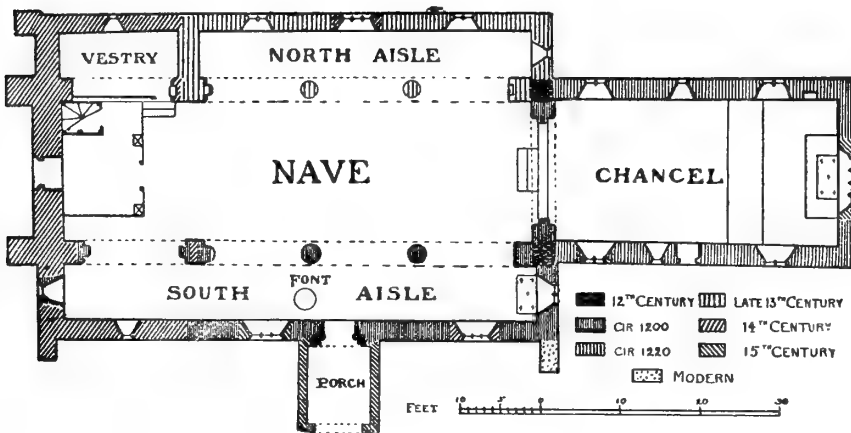 VESTRY
NORTH AISLE
NAVE
CHANCEL
FONT
SOUTH AISLE
PORCH
12TH CENTURY
LATE 13TH CENTURY
CIR 1200
14TH CENTURY
CIR 1220
15TH CENTURY
MODERN
FEET 10 5 0 10 20 30